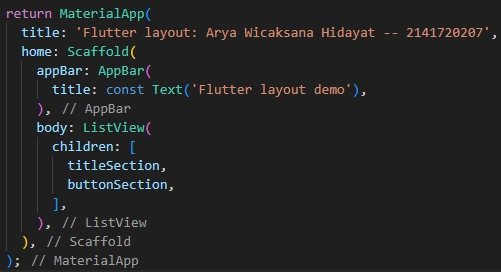 return MaterialApp(
  title: 'Flutter layout: Arya Wicaksana Hidayat -- 2141720207',
  home: Scaffold(
    appBar: AppBar(
      title: const Text('Flutter layout demo'),
    ), // AppBar
    body: ListView(
      children: [
        titleSection,
        buttonSection,
      ],
    ), // ListView
  ), // Scaffold
); // MaterialApp